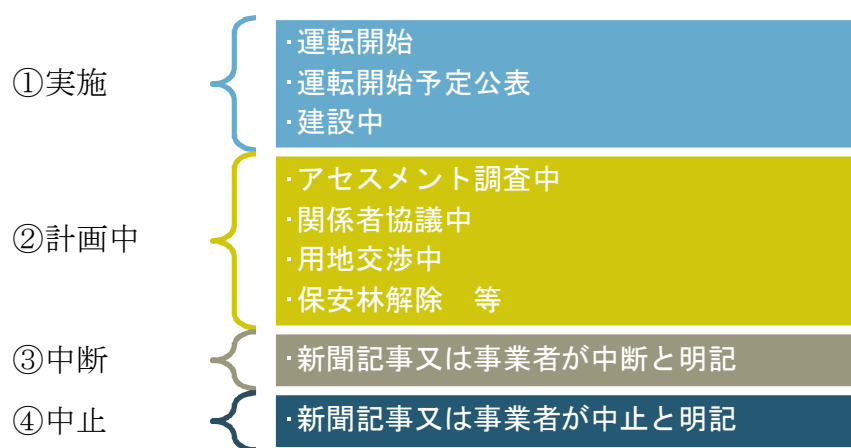 ①実施
・運転開始
・運転開始予定公表
・建設中
②計画中
・アセスメント調査中
・関係者協議中
・用地交渉中
・保安林解除　等
③中断
・新聞記事又は事業者が中断と明記
④中止
・新聞記事又は事業者が中止と明記